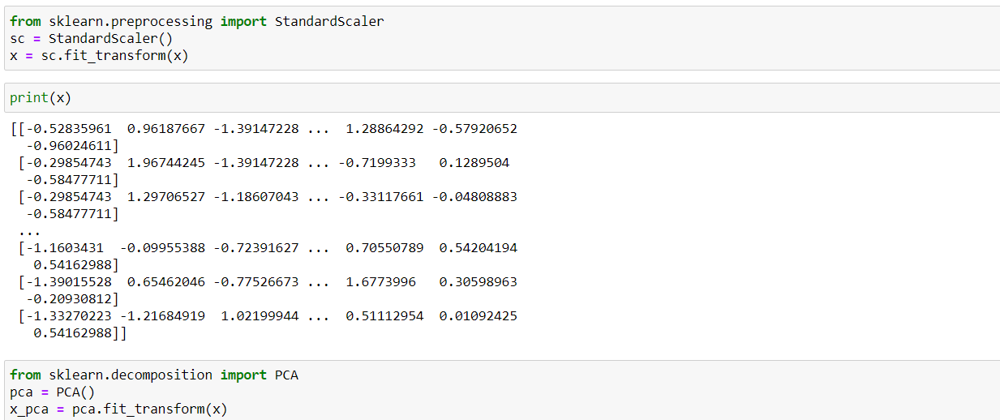 from sklearn.preprocessing import StandardScaler
sc = StandardScaler()
x = sc.fit_transform(x)
print(x)
[[-0.52835961  0.96187667 -1.39147228 ...  1.28864292 -0.57920652
  -0.96024611]
 [-0.29854743  1.96744245 -1.39147228 ... -0.7199333   0.1289504
  -0.58477711]
 [-0.29854743  1.29706527 -1.18607043 ... -0.33117661 -0.04808883
  -0.58477711]
 ...
 [-1.1603431  -0.09955388 -0.72391627 ...  0.70550789  0.54204194
   0.54162988]
 [-1.39015528  0.65462046 -0.77526673 ...  1.6773996   0.30598963
  -0.20930812]
 [-1.33270223 -1.21684919  1.02199944 ...  0.51112954  0.01092425
   0.54162988]]
from sklearn.decomposition import PCA
pca = PCA()
x_pca = pca.fit_transform(x)